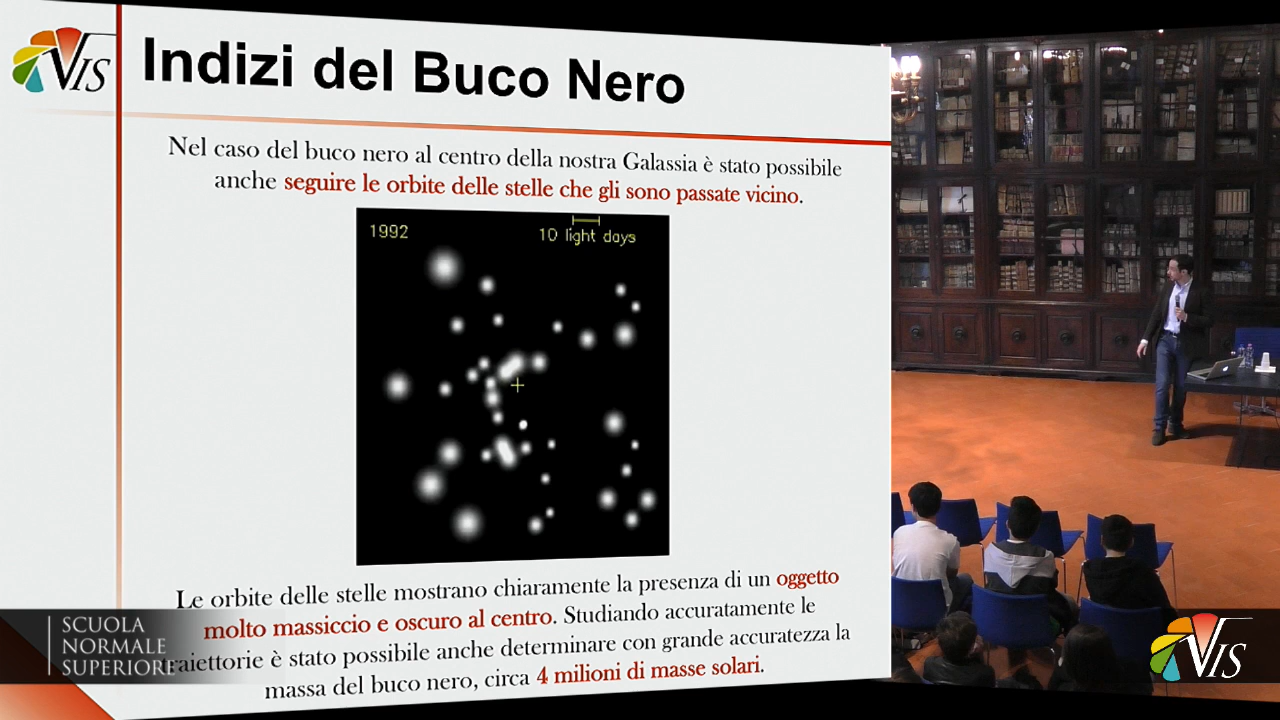 VIS
Indizi del Buco Nero
Nel caso del buco nero al centro della nostra Galassia è stato possibile
anche seguire le orbite delle stelle che gli sono passate vicino.
1992
10 light days
Le orbite delle stelle mostrano chiaramente la presenza di un oggetto
molto massiccio e oscuro al centro. Studiando accuratamente le
traiettorie è stato possibile anche determinare con grande accuratezza la
massa del buco nero, circa 4 milioni di masse solari.
SCUOLA
NORMALE
SUPERIORE
VIS